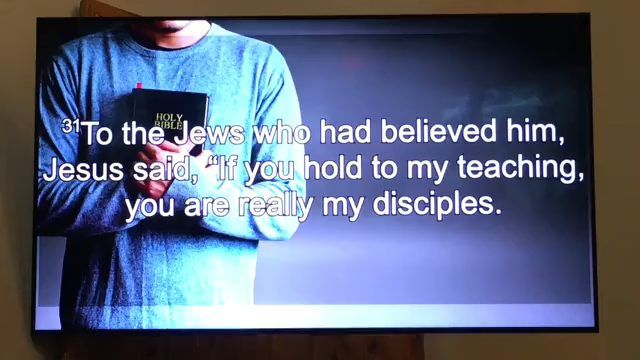 HOLY
BIBLE
31To the Jews who had believed him,
Jesus said, “If you hold to my teaching,
you are really my disciples.